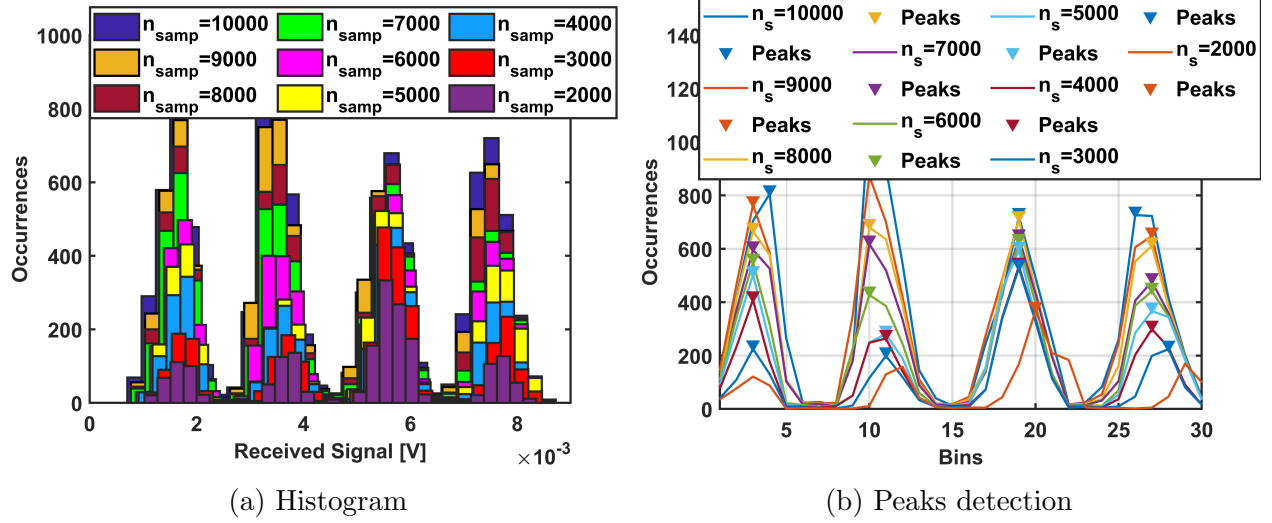 1000
800
600
400
200
0
n_samp=10000 n_samp=7000 n_samp=4000
n_samp=9000 n_samp=6000 n_samp=3000
n_samp=8000 n_samp=5000 n_samp=2000
Occurrences
0 2 4 6 8
Received Signal [V] ×10^-3
(a) Histogram
n_s=10000 Peaks n_s=5000 Peaks
Peaks n_s=7000 Peaks n_s=2000
n_s=9000 Peaks n_s=4000 Peaks
Peaks n_s=6000 Peaks
n_s=8000 Peaks n_s=3000
100
800
600
400
200
0
Occurrences
5 10 15 20 25 30
Bins
(b) Peaks detection